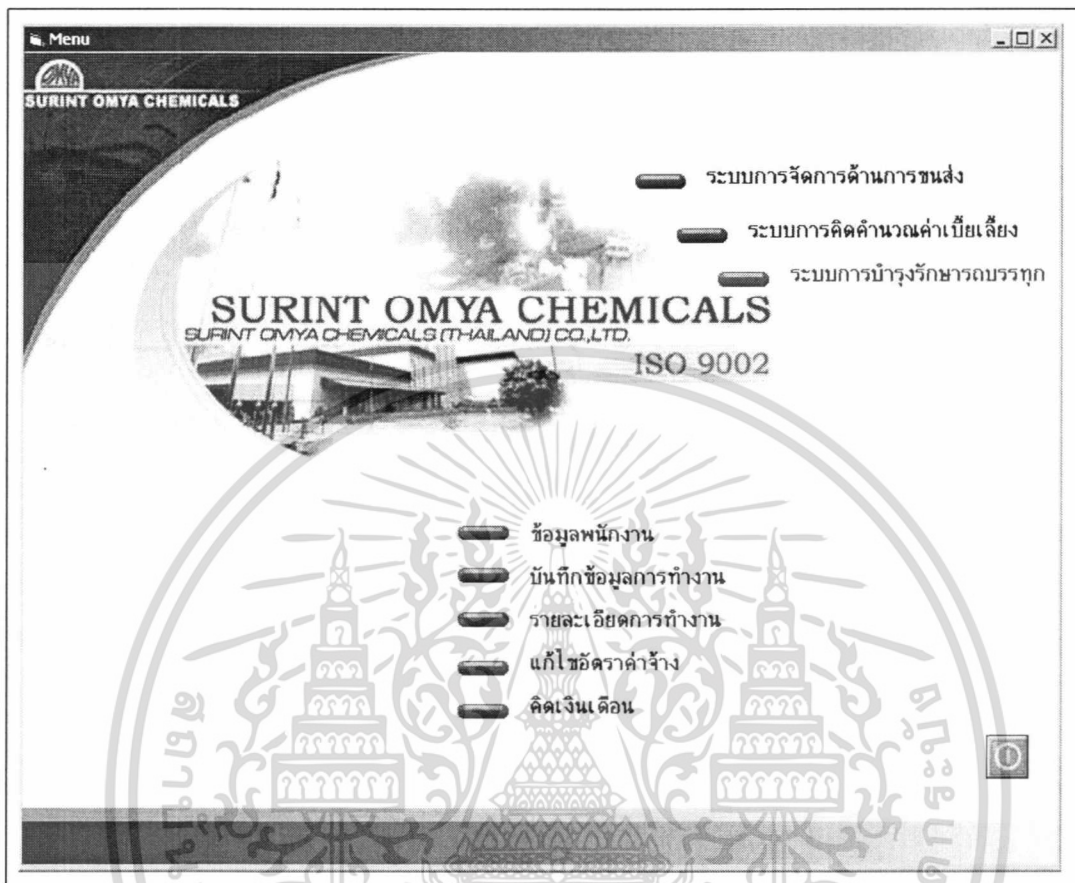 Menu
OMYA
SURINT OMYA CHEMICALS
ระบบการจัดการด้านการขนส่ง
ระบบการคิดคำนวณค่าเบี้ยเลี้ยง
ระบบการบำรุงรักษารถบรรทุก
SURINT OMYA CHEMICALS
SURINT OMYA CHEMICALS (THAILAND) CO.,LTD.
ISO 9002
ข้อมูลพนักงาน
บันทึกข้อมูลการทำงาน
รายละเอียดการทำงาน
แก้ไขอัตราค่าจ้าง
คิดเงินเดือน